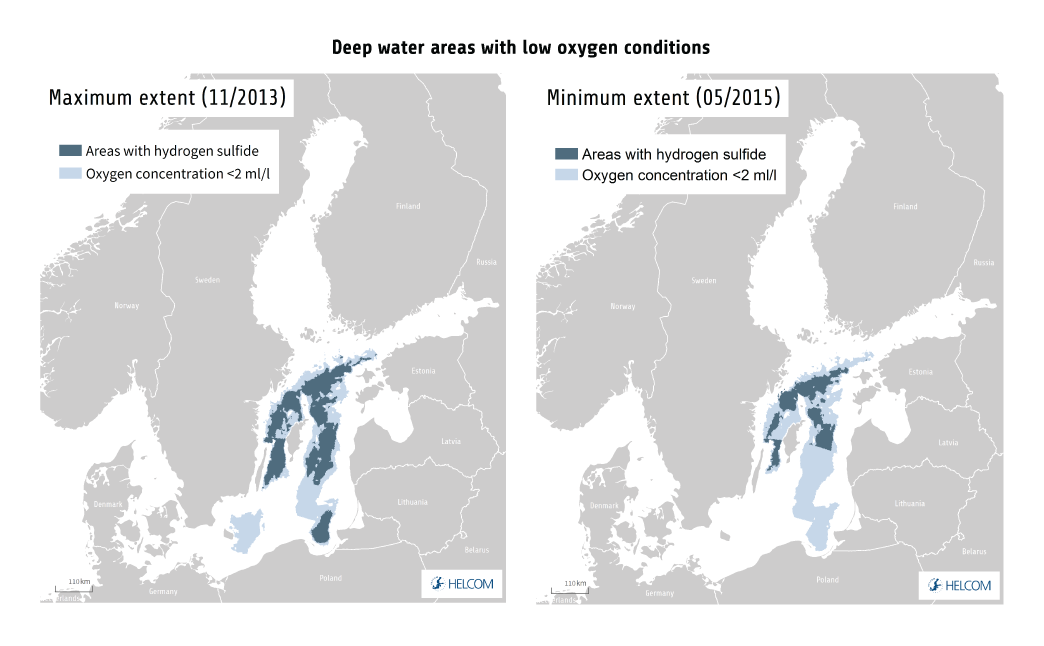 Deep water areas with low oxygen conditions
Maximum extent (11/2013)
Areas with hydrogen sulfide
Oxygen concentration <2 ml/l
Finland
Russia
Sweden
Norway
Estonia
Latvia
Denmark
Lithuania
Belarus
Poland
110 km
Germany
HELCOM
Minimum extent (05/2015)
Areas with hydrogen sulfide
Oxygen concentration <2 ml/l
Finland
Russia
Sweden
Norway
Estonia
Latvia
Denmark
Lithuania
Belarus
Poland
110 km
Germany
HELCOM